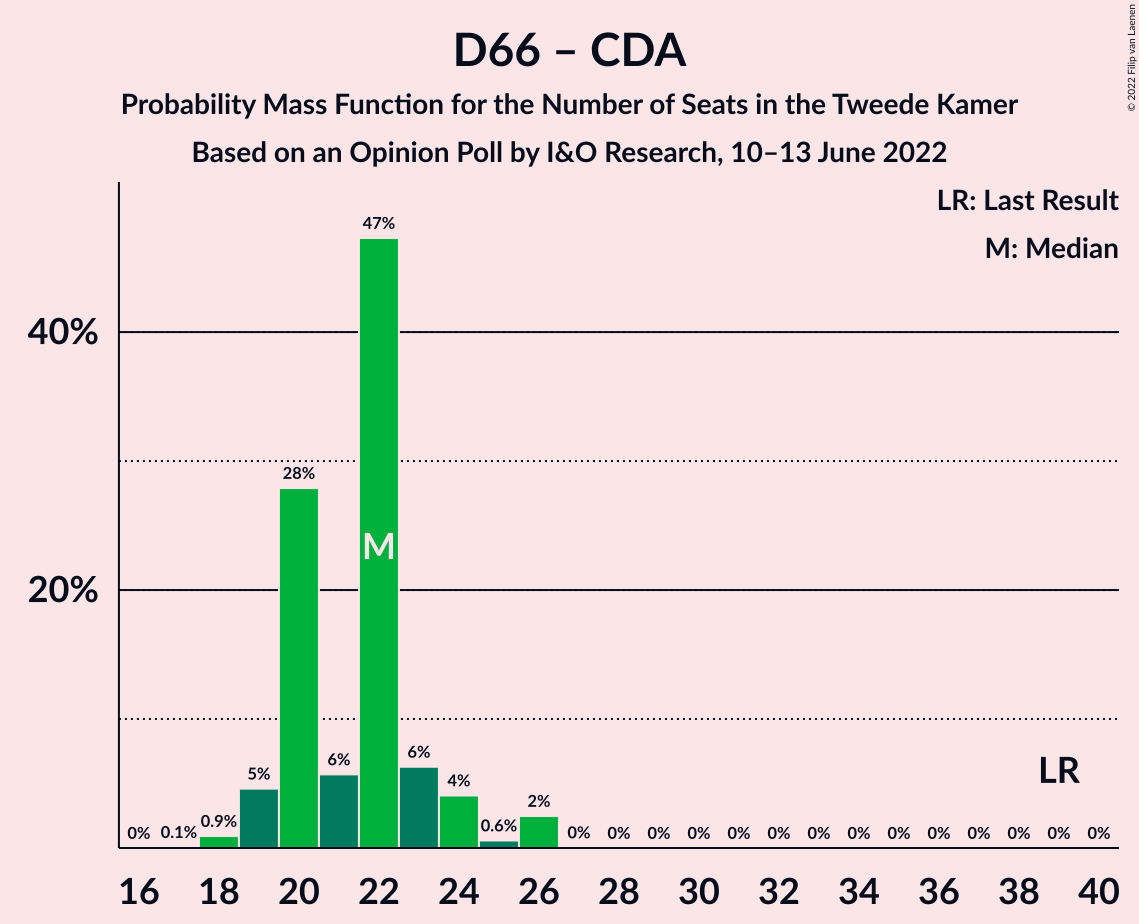 D66 – CDA
Probability Mass Function for the Number of Seats in the Tweede Kamer
Based on an Opinion Poll by I&O Research, 10–13 June 2022
© 2022 Filip van Laenen
LR: Last Result
M: Median
47%
40%
28%
M
20%
LR
0% 0.1% 0.9% 5% 6% 6% 4% 0.6% 2% 0% 0% 0% 0% 0% 0% 0% 0% 0% 0% 0% 0% 0% 0%
16 18 20 22 24 26 28 30 32 34 36 38 40